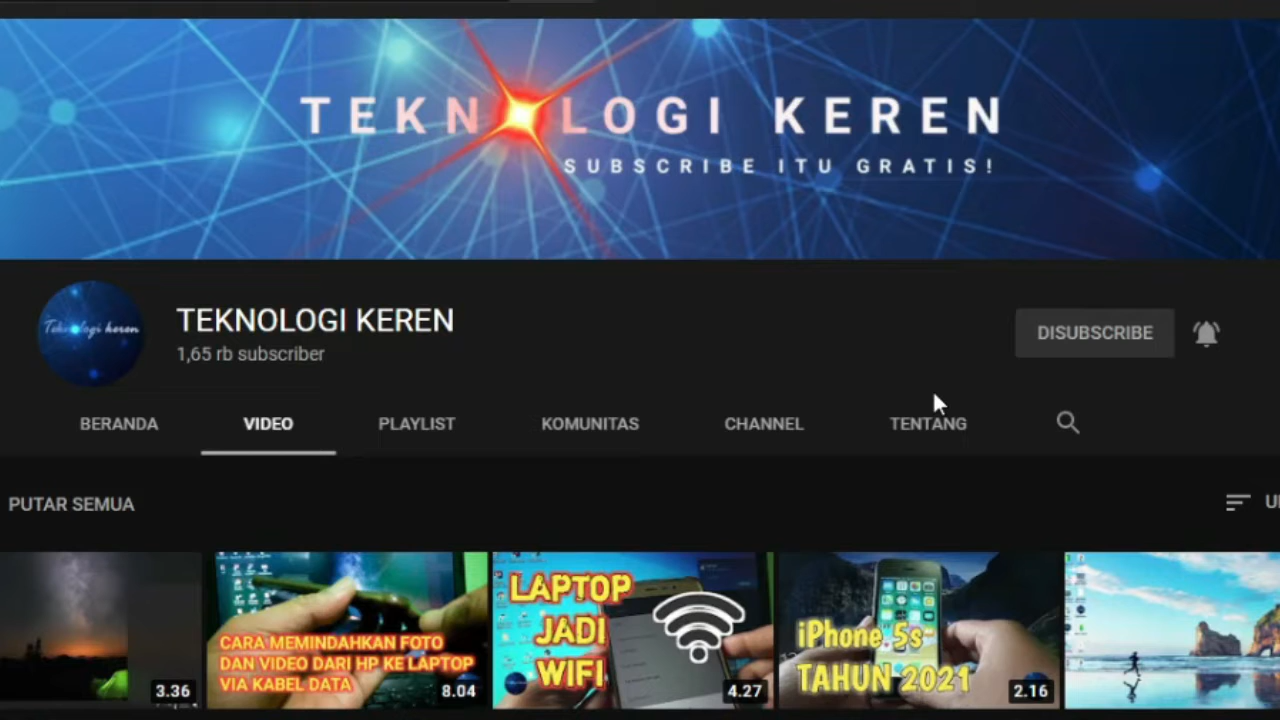 TEKNOLOGI KEREN
SUBSCRIBE ITU GRATIS!
Teknologi keren
TEKNOLOGI KEREN
1,65 rb subscriber
DISUBSCRIBE
BERANDA VIDEO PLAYLIST KOMUNITAS CHANNEL TENTANG
PUTAR SEMUA
3.36
CARA MEMINDAHKAN FOTO
DAN VIDEO DARI HP KE LAPTOP
VIA KABEL DATA
8.04
LAPTOP
JADI
WIFI
4.27
iPhone 5s
TAHUN 2021
2.16